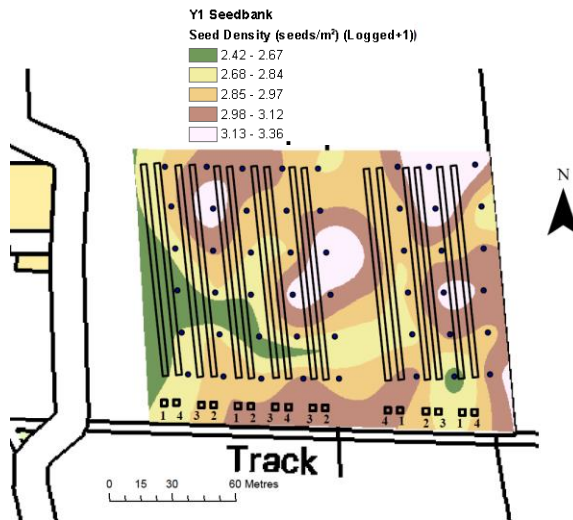 Y1 Seedbank
Seed Density (seeds/m²) (Logged+1))
2.42 - 2.67
2.68 - 2.84
2.85 - 2.97
2.98 - 3.12
3.13 - 3.36
N
1 4 3 2 1 2 3 4 3 2 4 1 2 3 1 4
Track
0 15 30 60 Metres